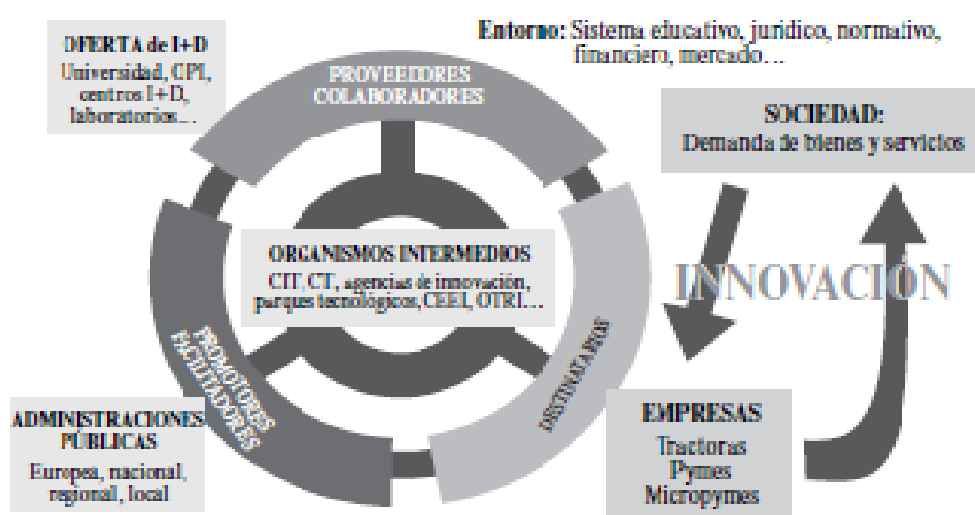 OFERTA de I+D
Universidad, CPI,
centros I+D,
laboratorios…
PROVEEDORES
COLABORADORES
Entorno: Sistema educativo, jurídico, normativo,
financiero, mercado…
SOCIEDAD:
Demanda de bienes y servicios
ORGANISMOS INTERMEDIOS
CIT, CT, agencias de innovación,
parques tecnológicos, CEEI, OTRI…
INNOVACIÓN
PROMOTORES
FACILITADORES
DESTINATARIOS
ADMINISTRACIONES
PÚBLICAS
Europea, nacional,
regional, local
EMPRESAS
Tractoras
Pymes
Micropymes